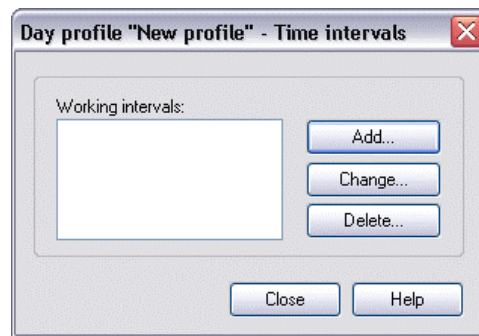 Day profile "New profile" - Time intervals
Working intervals:
Add...
Change...
Delete...
Close
Help